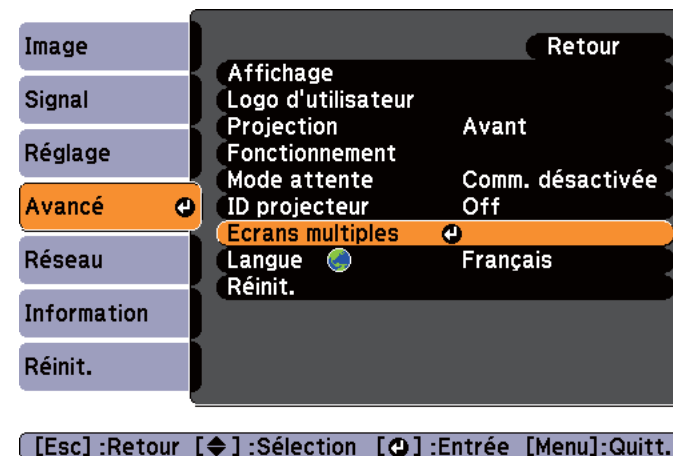 Image
Signal
Réglage
Avancé
Réseau
Information
Réinit.
Retour
Affichage
Logo d'utilisateur
Projection Avant
Fonctionnement
Mode attente Comm. désactivée
ID projecteur Off
Ecrans multiples
Langue Français
Réinit.
[Esc] :Retour [◆] :Sélection [↵] :Entrée [Menu]:Quitt.